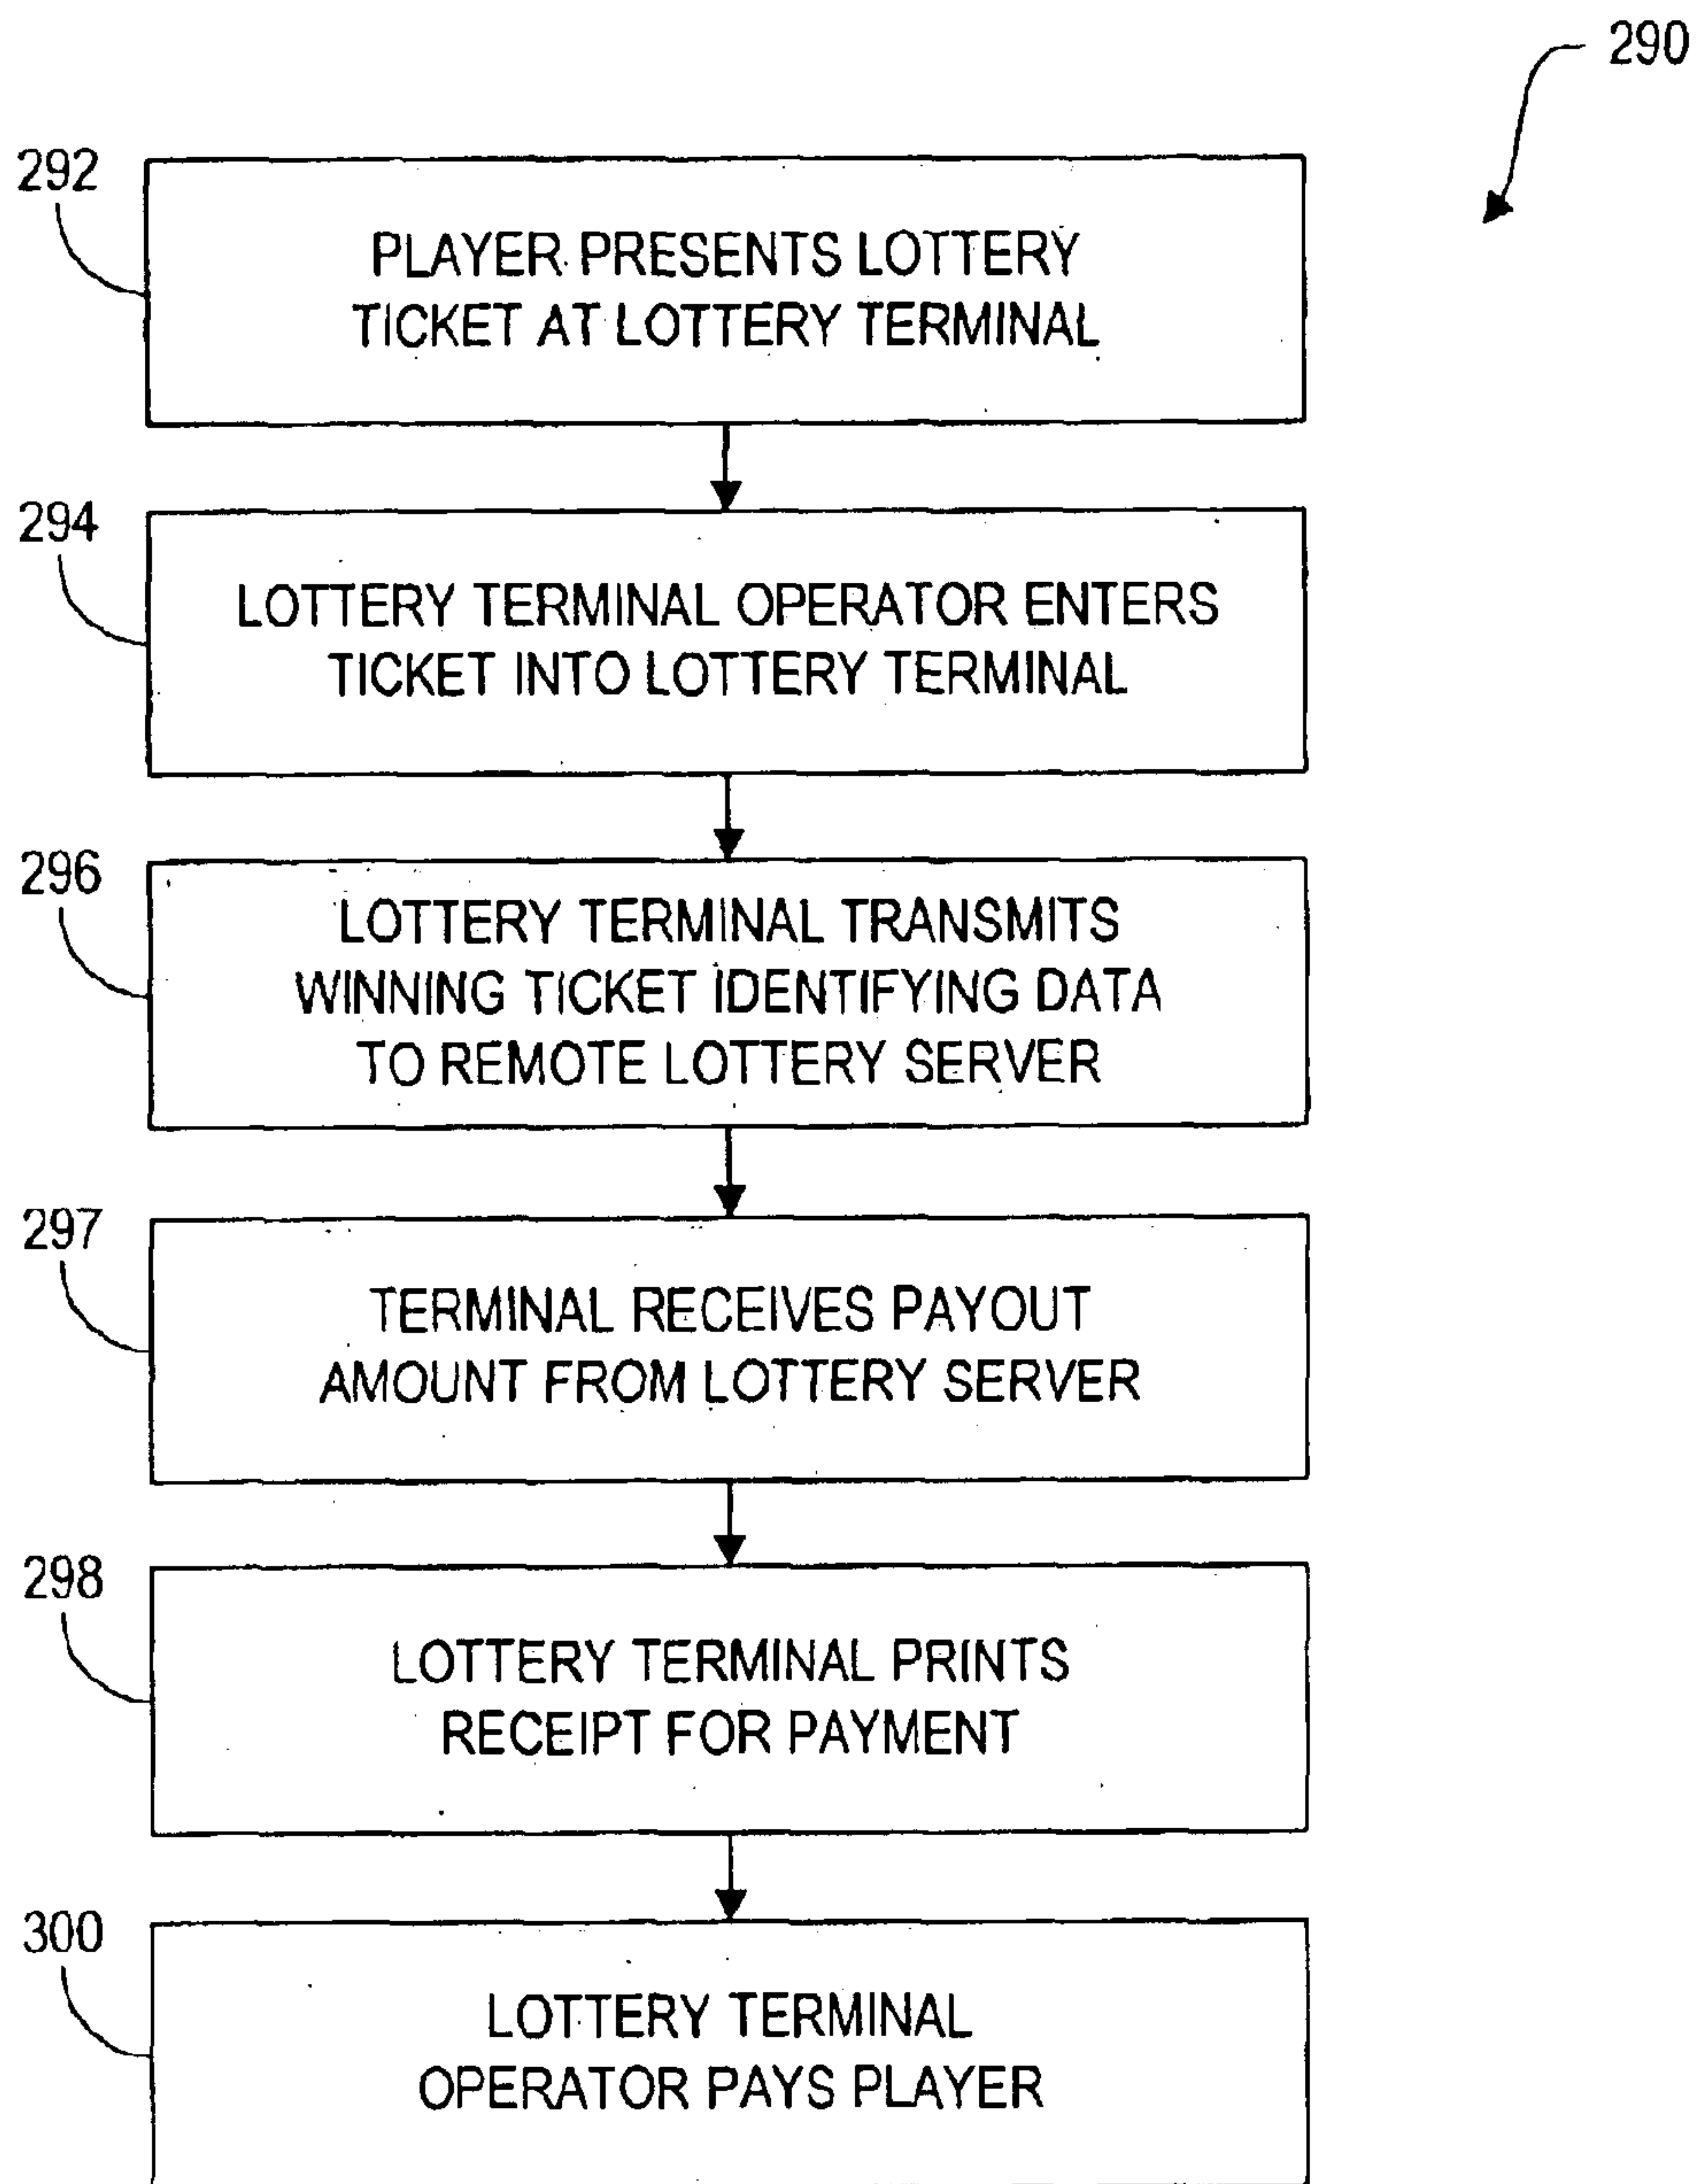 290
292
PLAYER PRESENTS LOTTERY
TICKET AT LOTTERY TERMINAL
294
LOTTERY TERMINAL OPERATOR ENTERS
TICKET INTO LOTTERY TERMINAL
296
LOTTERY TERMINAL TRANSMITS
WINNING TICKET IDENTIFYING DATA
TO REMOTE LOTTERY SERVER
297
TERMINAL RECEIVES PAYOUT
AMOUNT FROM LOTTERY SERVER
298
LOTTERY TERMINAL PRINTS
RECEIPT FOR PAYMENT
300
LOTTERY TERMINAL
OPERATOR PAYS PLAYER